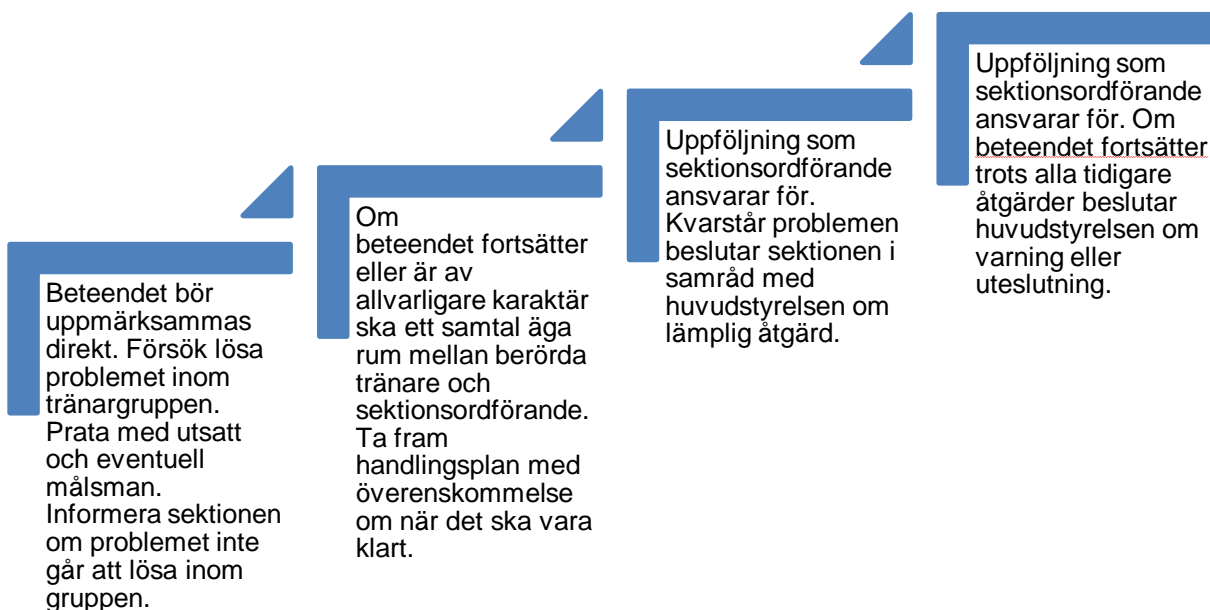 Beteendet bör
uppmärksammas
direkt. Försök lösa
problemet inom
tränargruppen.
Prata med utsatt
och eventuell
målsman.
Informera sektionen
om problemet inte
går att lösa inom
gruppen.
Om
beteendet fortsätter
eller är av
allvarligare karaktär
ska ett samtal äga
rum mellan berörda
tränare och
sektionsordförande.
Ta fram
handlingsplan med
överenskommelse
om när det ska vara
klart.
Uppföljning som
sektionsordförande
ansvarar för.
Kvarstår problemen
beslutar sektionen i
samråd med
huvudstyrelsen om
lämplig åtgärd.
Uppföljning som
sektionsordförande
ansvarar för. Om
beteendet fortsätter
trots alla tidigare
åtgärder beslutar
huvudstyrelsen om
varning eller
uteslutning.